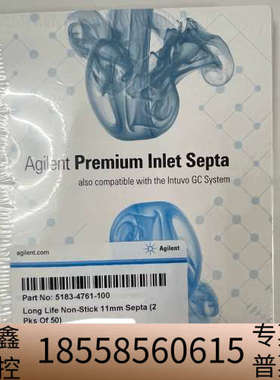 Agilent Premium Inlet Septa
also compatible with the Intuvo GC System
agilent.com
Agilent
Part No: 5183-4761-100
Long Life Non-Stick 11mm Septa (2
Pks Of 50)
鑫 18558560615 专
控 普